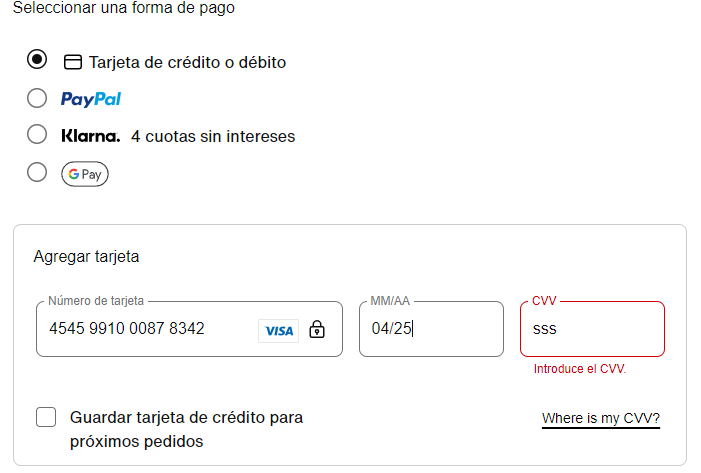 Seleccionar una forma de pago
Tarjeta de crédito o débito
PayPal
Klarna. 4 cuotas sin intereses
G Pay
Agregar tarjeta
Número de tarjeta
4545 9910 0087 8342
VISA
MM/AA
04/25
CVV
sss
Introduce el CVV.
Guardar tarjeta de crédito para
próximos pedidos
Where is my CVV?